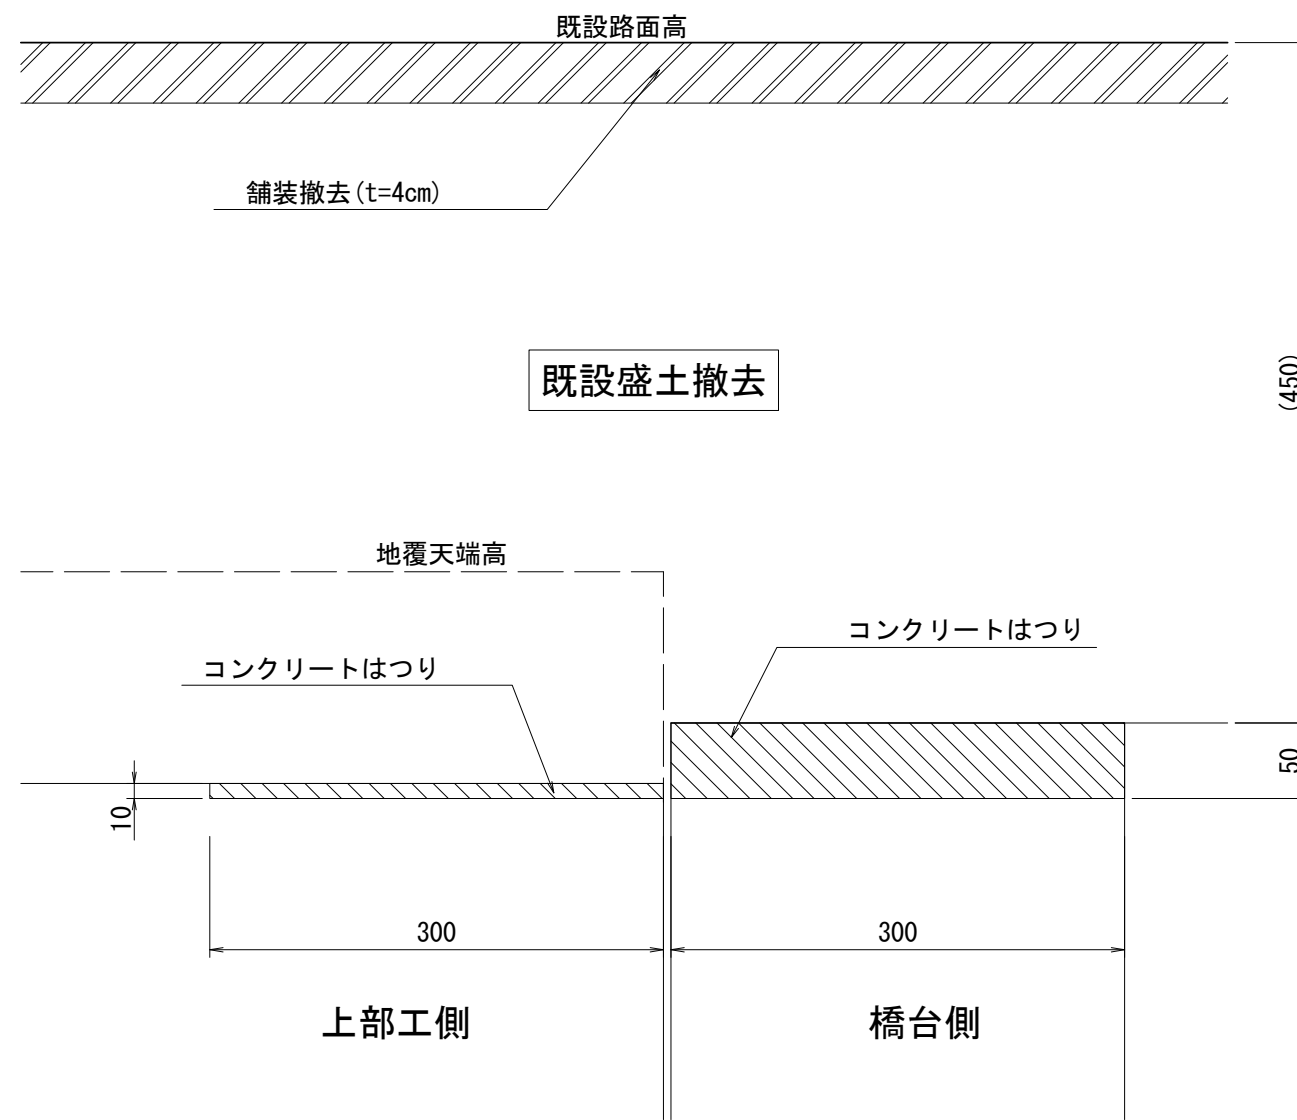 既設路面高
舗装撤去(t=4cm)
既設盛土撤去
(450)
地覆天端高
コンクリートはつり
コンクリートはつり
50
10
300
300
上部工側
橋台側